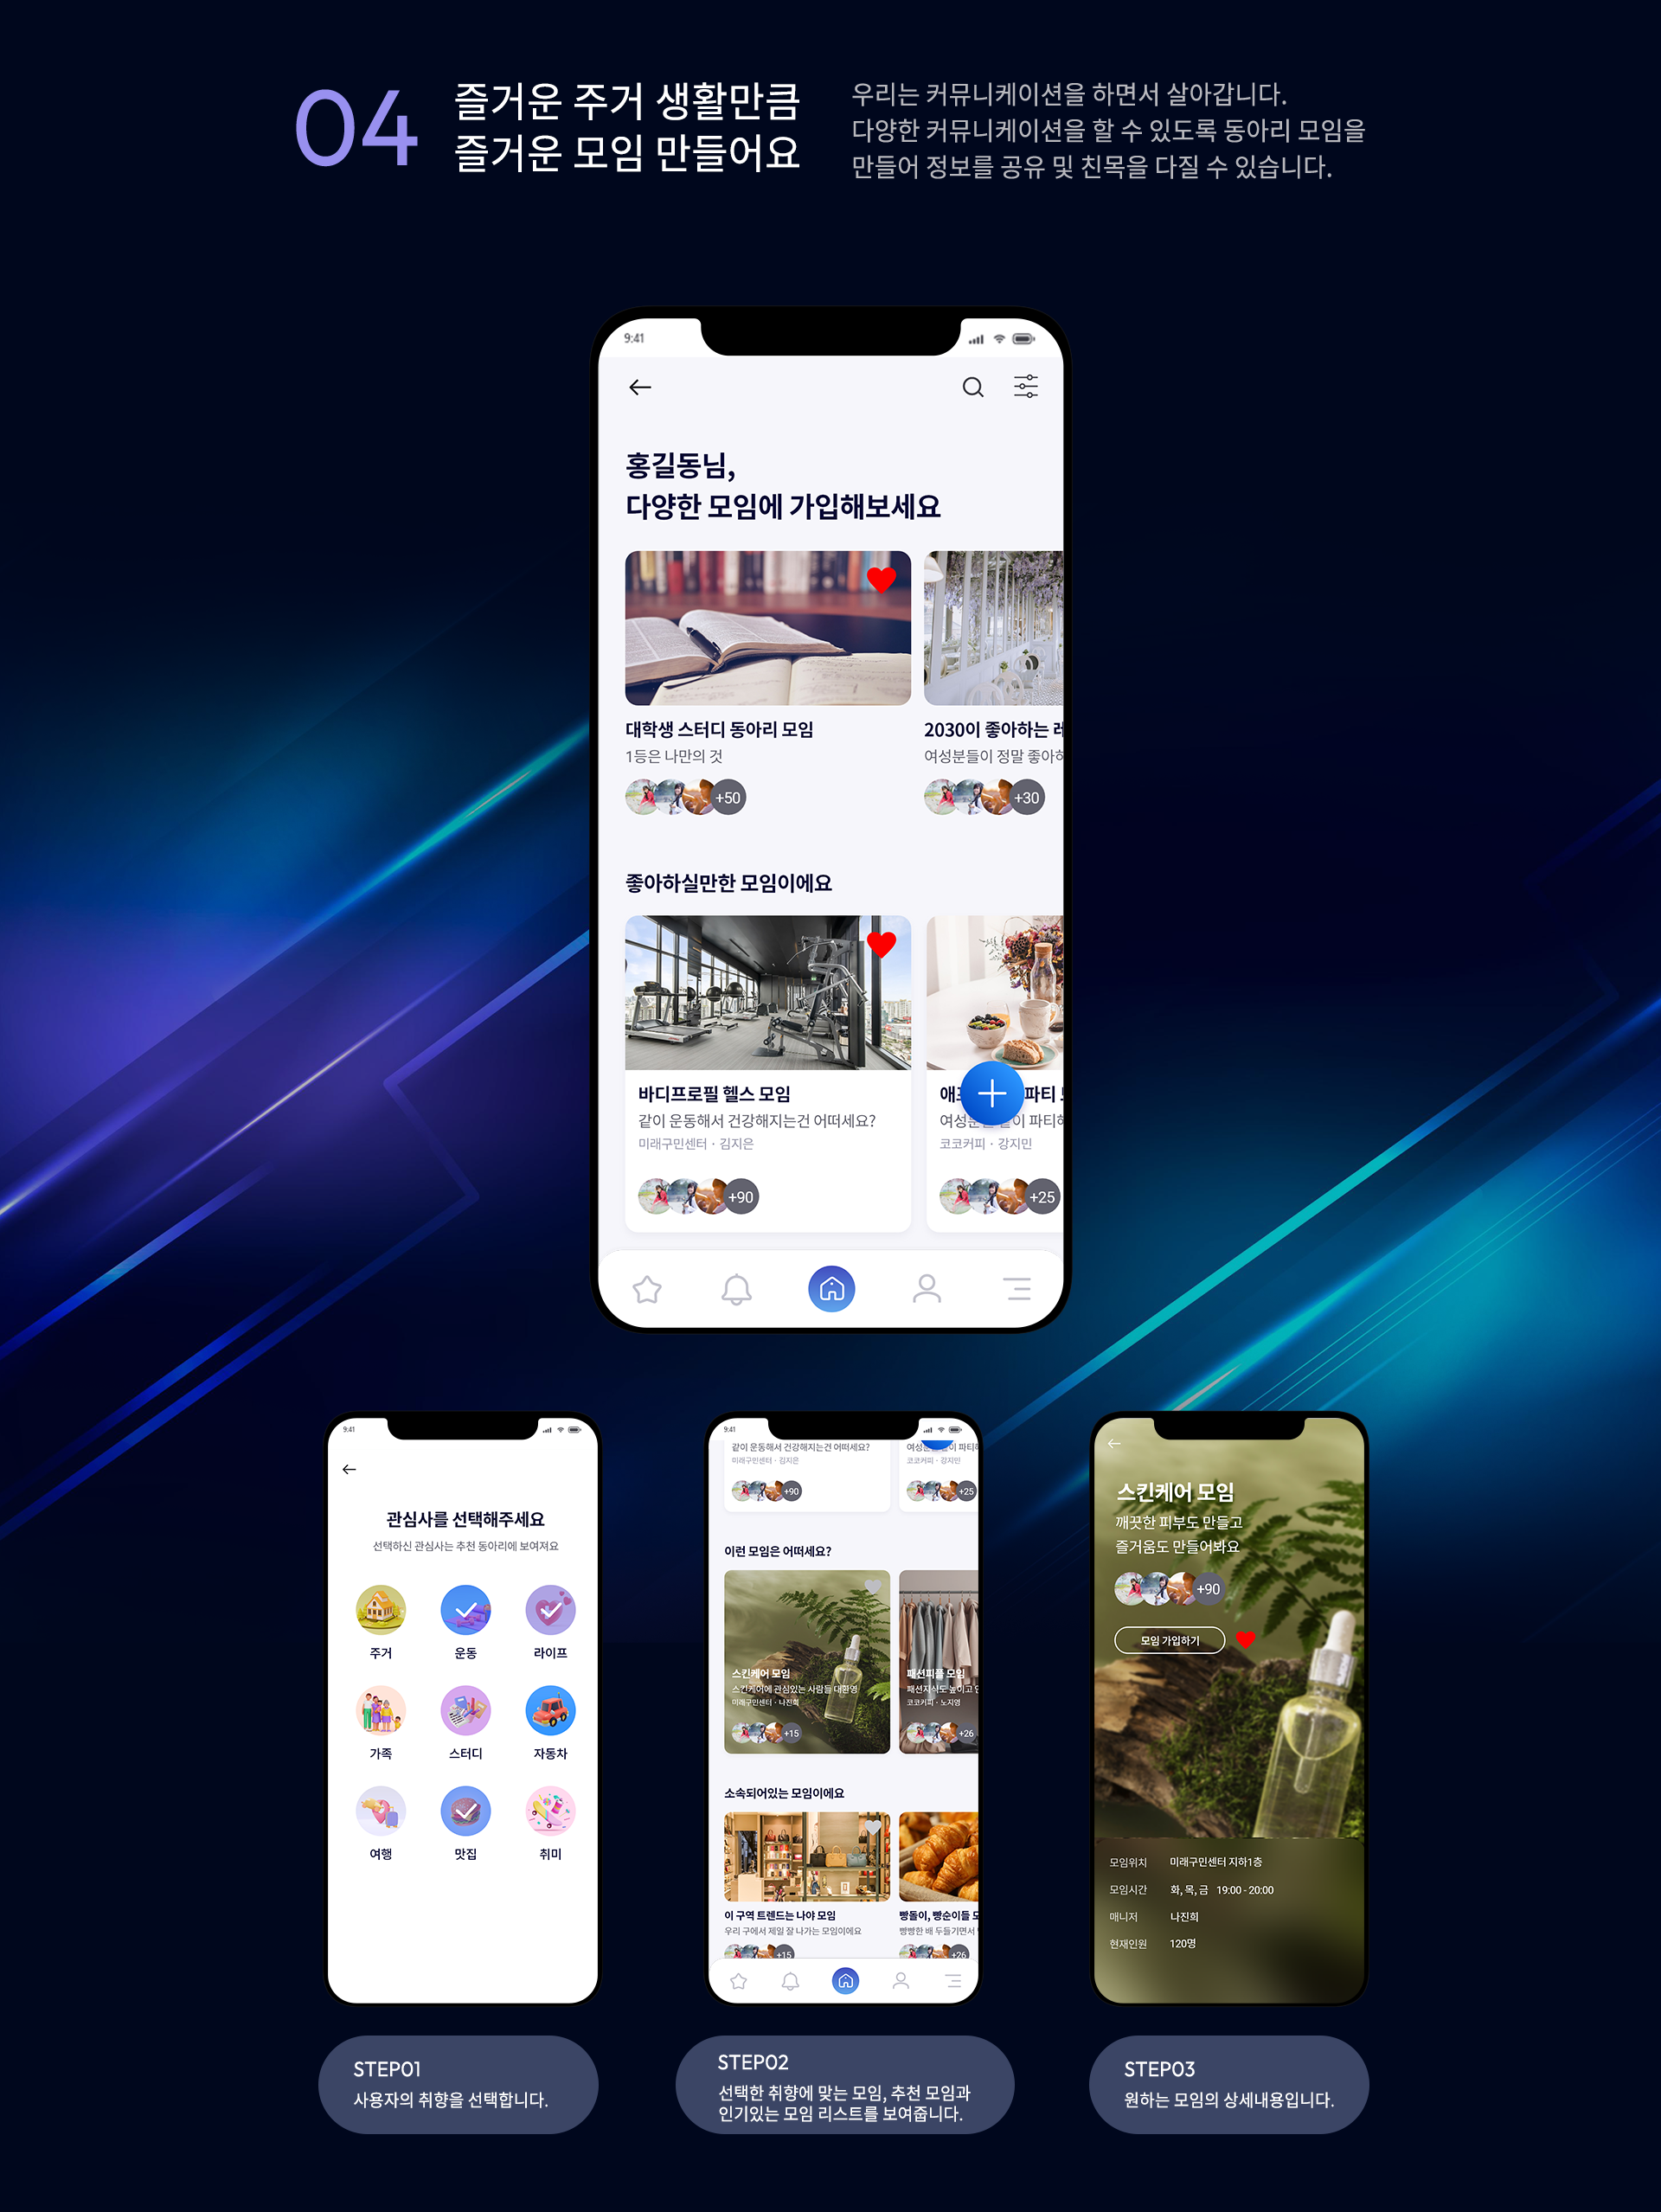 04
즐거운 주거 생활만큼
즐거운 모임 만들어요
우리는 커뮤니케이션을 하면서 살아갑니다.
다양한 커뮤니케이션을 할 수 있도록 동아리 모임을
만들어 정보를 공유 및 친목을 다질 수 있습니다.
9:41
홍길동님,
다양한 모임에 가입해보세요
대학생 스터디 동아리 모임
1등은 나만의 것
+50
2030이 좋아하는
여성분들이 정말
+30
좋아하실만한 모임이에요
바디프로필 헬스 모임
같이 운동해서 건강해지는건 어떠세요?
미래구민센터 · 김지은
+90
파티
여성 파티
코코커피 · 강지민
+25
9:41
관심사를 선택해주세요
선택하신 관심사는 추천 동아리에 보여져요
주거
운동
라이프
가족
스터디
자동차
여행
맛집
취미
STEP01
사용자의 취향을 선택합니다.
9:41
같이 운동해서 건강해지는건 어떠세요?
미래구민센터 · 김지은
+90
파티
코코커피 · 강지민
+25
이런 모임은 어떠세요?
스킨케어 모임
스킨케어에 관심있는 사람들 대환영
미래구민센터 · 나진희
+15
패션피플 모임
패션지식도 높이고
코코커피 · 노지영
+26
소속되어있는 모임이에요
이 구역 트렌드는 나야 모임
우리 구에서 제일 잘 나가는 모임이에요
+15
빵돌이, 빵순이들
빵빵한 배 두들기면서
+26
STEP02
선택한 취향에 맞는 모임, 추천 모임과
인기있는 모임 리스트를 보여줍니다.
스킨케어 모임
깨끗한 피부도 만들고
즐거움도 만들어봐요
+90
모임 가입하기
모임위치 미래구민센터 지하1층
모임시간 화, 목, 금 19:00 - 20:00
매니저 나진희
현재인원 120명
STEP03
원하는 모임의 상세내용입니다.